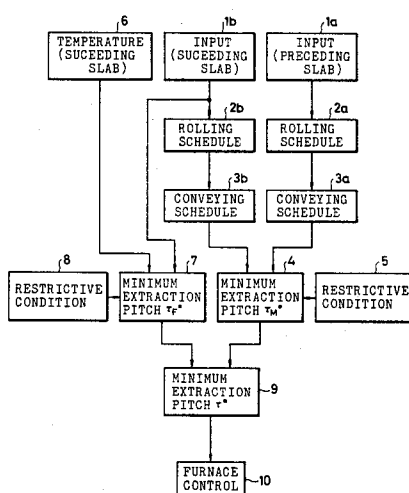 6
1b
1a
TEMPERATURE
(SUCEEDING
SLAB)
INPUT
(SUCEEDING
SLAB)
INPUT
(PRECEDING
SLAB)
2b
2a
ROLLING
SCHEDULE
ROLLING
SCHEDULE
3b
3a
CONVEYING
SCHEDULE
CONVEYING
SCHEDULE
8
7
4
5
RESTRICTIVE
CONDITION
MINIMUM
EXTRACTION
PITCH τF*
MINIMUM
EXTRACTION
PITCH τM*
RESTRICTIVE
CONDITION
MINIMUM
EXTRACTION
PITCH τ*
9
FURNACE
CONTROL
10